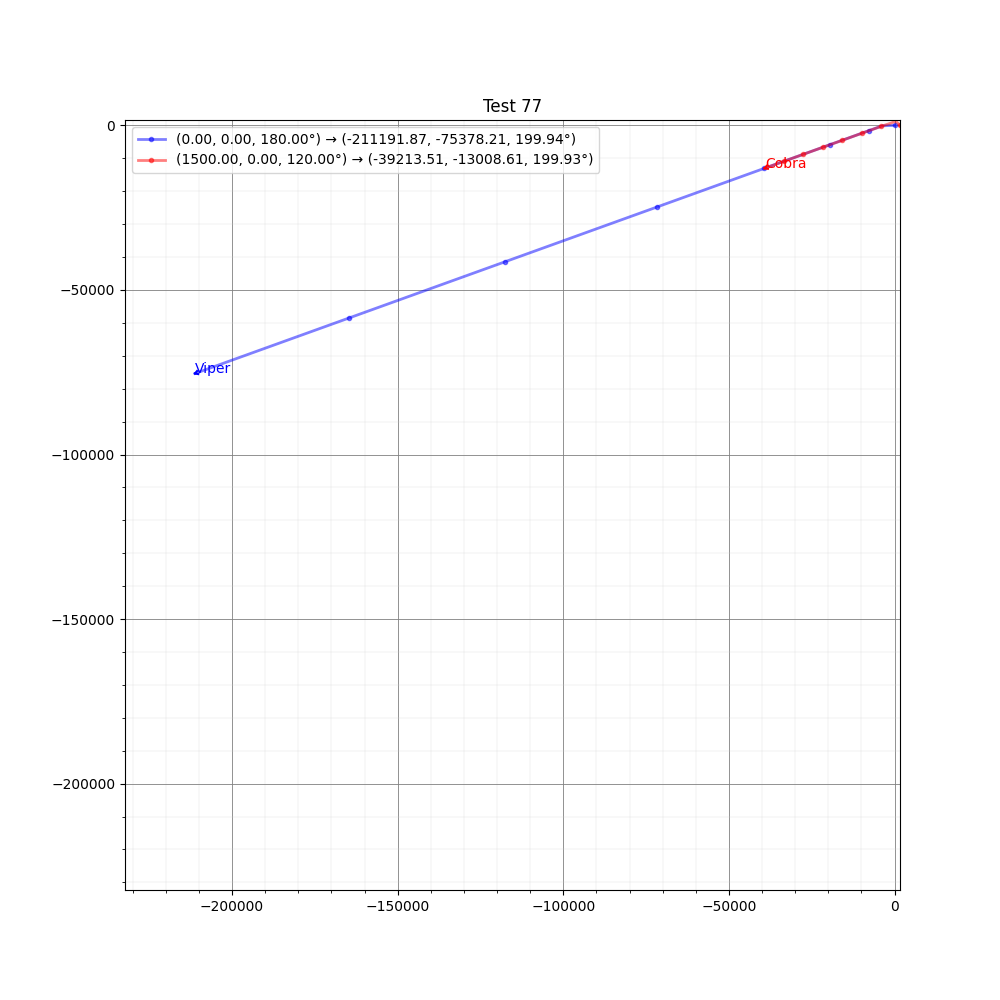 Test 77
(0.00, 0.00, 180.00°) → (-211191.87, -75378.21, 199.94°)
(1500.00, 0.00, 120.00°) → (-39213.51, -13008.61, 199.93°)
Cobra
Viper
0
−50000
−100000
−150000
−200000
−200000 −150000 −100000 −50000 0